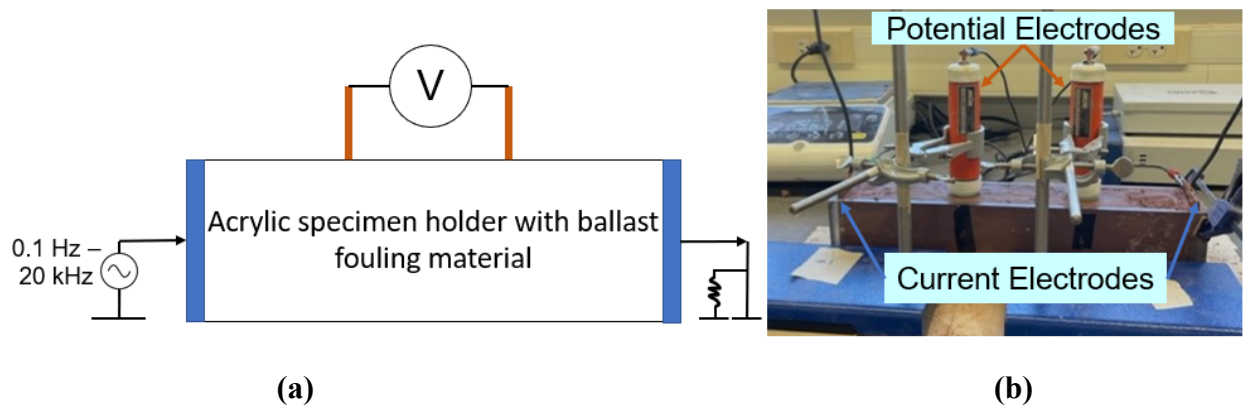 V
Acrylic specimen holder with ballast
fouling material
0.1 Hz –
20 kHz
Potential Electrodes
Current Electrodes
(a)
(b)